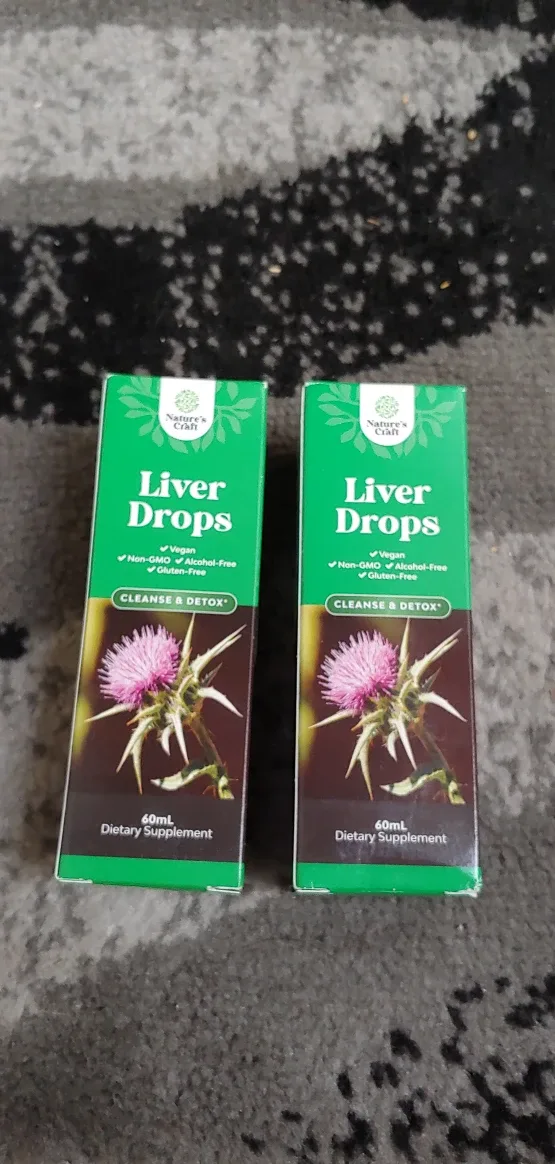 Nature's
Craft
Liver
Drops
✔Vegan
✔Non-GMO ✔Alcohol-Free
✔Gluten-Free
CLEANSE & DETOX*
60mL
Dietary Supplement
Nature's
Craft
Liver
Drops
✔Vegan
✔Non-GMO ✔Alcohol-Free
✔Gluten-Free
CLEANSE & DETOX*
60mL
Dietary Supplement